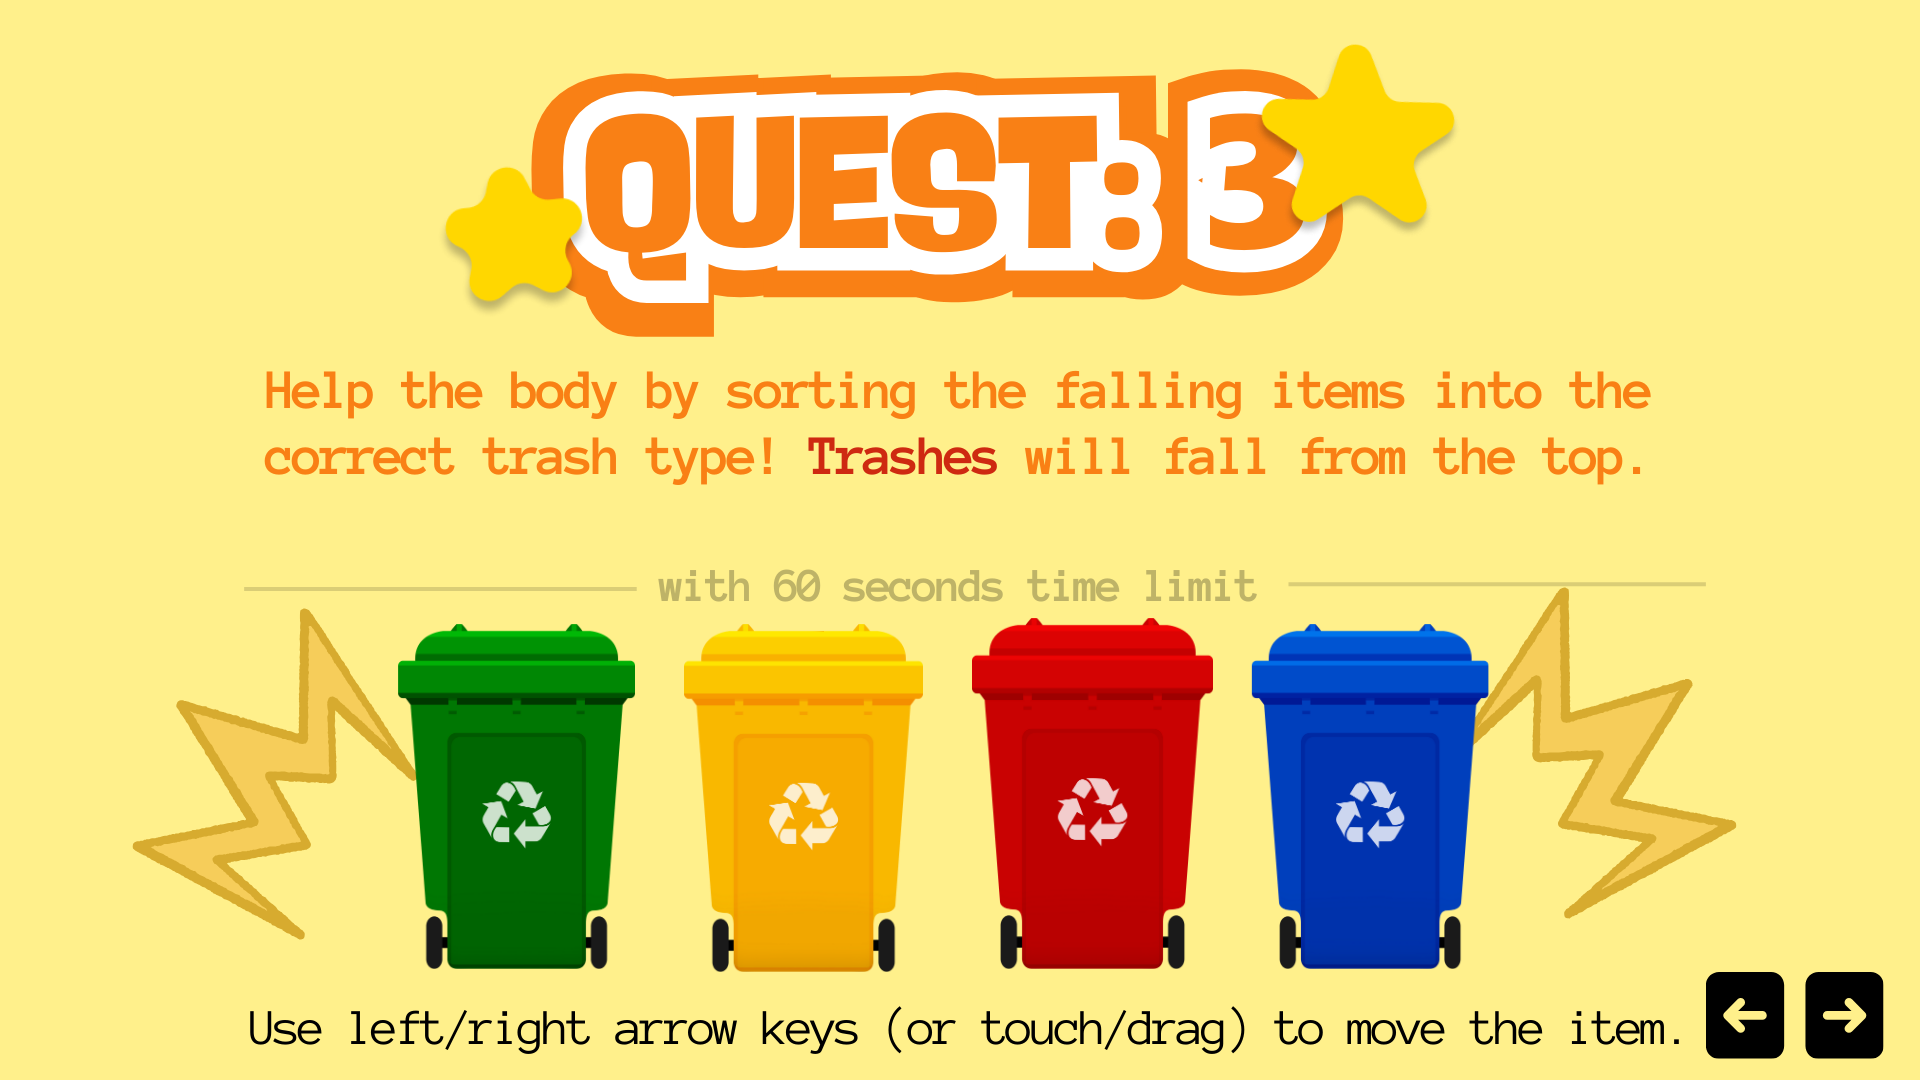 QUEST: 3
Help the body by sorting the falling items into the
correct trash type! Trashes will fall from the top.
with 60 seconds time limit
Use left/right arrow keys (or touch/drag) to move the item.